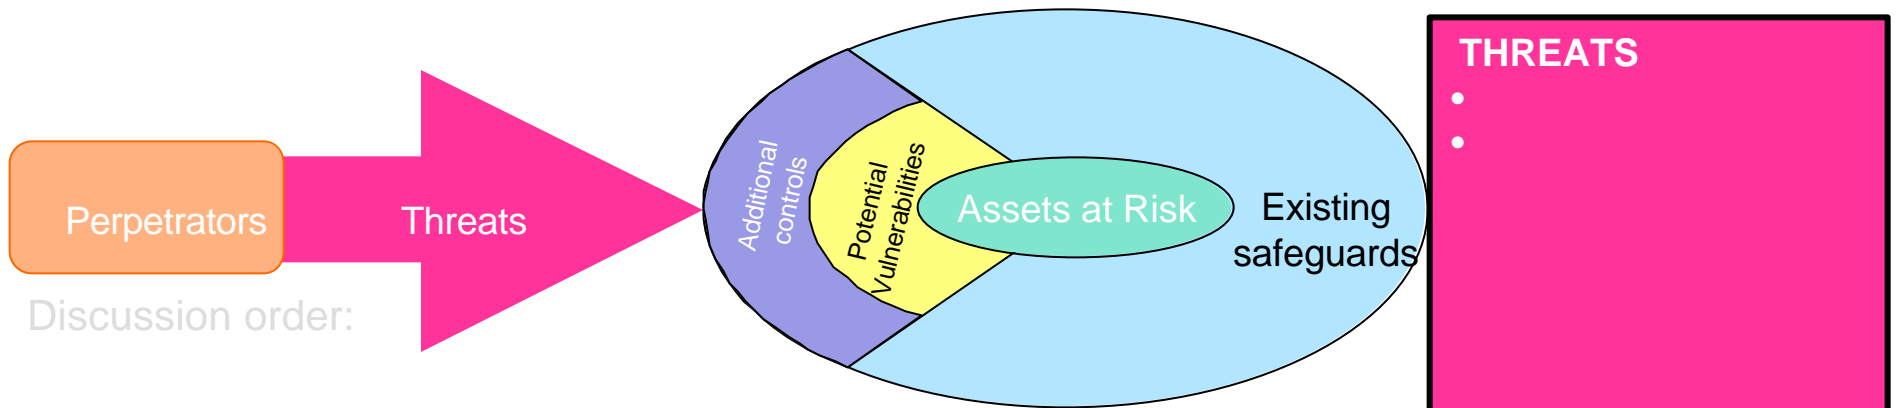 Perpetrators
Threats
Additional
controls
Potential
Vulnerabilities
Assets at Risk
Existing
safeguards
THREATS
•
•
Discussion order: